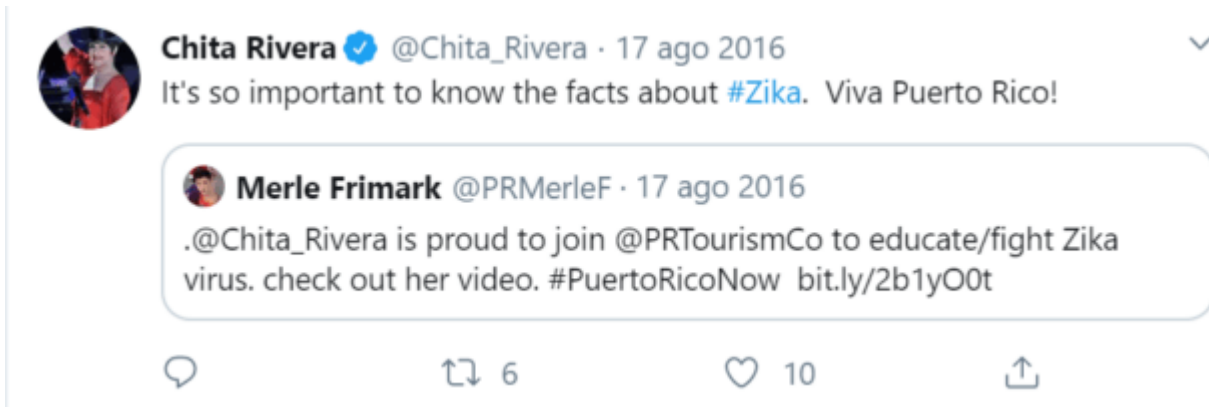 Chita Rivera @Chita_Rivera · 17 ago 2016
It's so important to know the facts about #Zika.  Viva Puerto Rico!
Merle Frimark @PRMerleF · 17 ago 2016
.@Chita_Rivera is proud to join @PRTourismCo to educate/fight Zika
virus. check out her video. #PuertoRicoNow  bit.ly/2b1yO0t
6 10